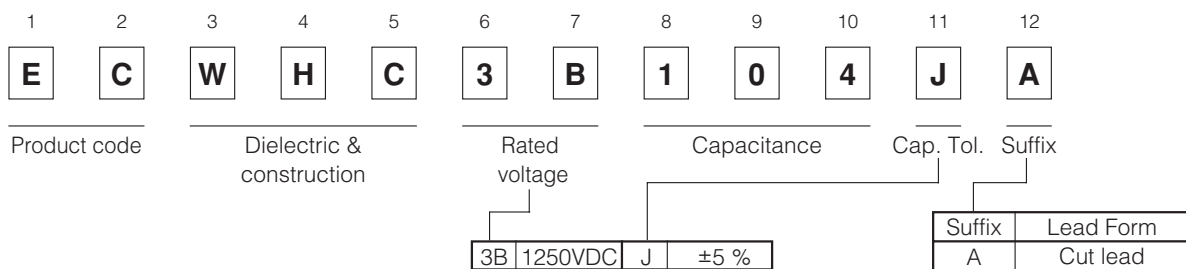 1 2 3 4 5 6 7 8 9 10 11 12
E C W H C 3 B 1 0 4 J A
Product code Dielectric & Rated Capacitance Cap. Tol. Suffix
construction voltage
Suffix Lead Form
3B 1250VDC J ±5 % A Cut lead